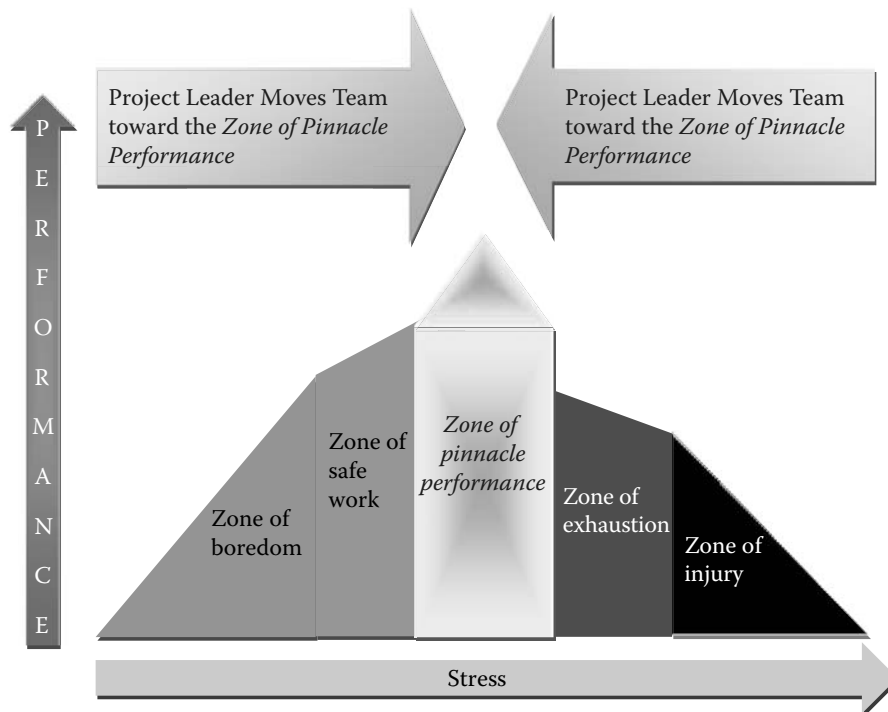 Project Leader Moves Team
toward the Zone of Pinnacle
Performance
Project Leader Moves Team
toward the Zone of Pinnacle
Performance
PERFORMANCE
Zone of
boredom
Zone of
safe
work
Zone of
pinnacle
performance
Zone of
exhaustion
Zone of
injury
Stress